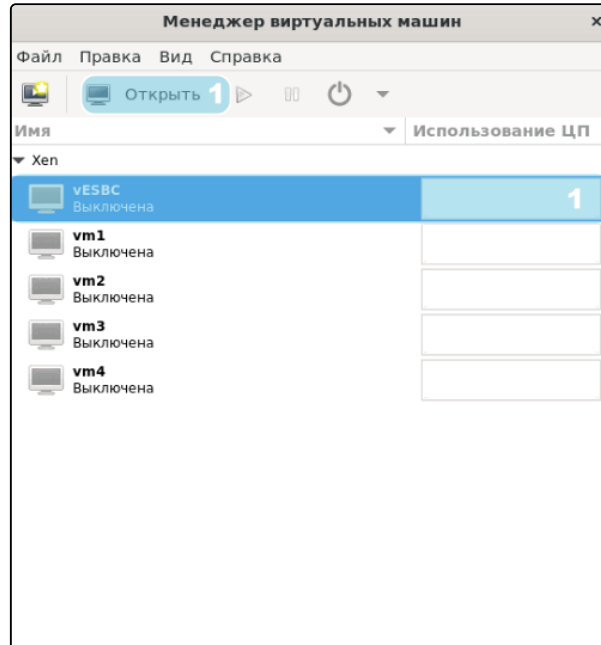 Менеджер виртуальных машин ×
Файл Правка Вид Справка
Открыть 1
Имя Использование ЦП
Xen
vESBC
Выключена
1
vm1
Выключена
vm2
Выключена
vm3
Выключена
vm4
Выключена